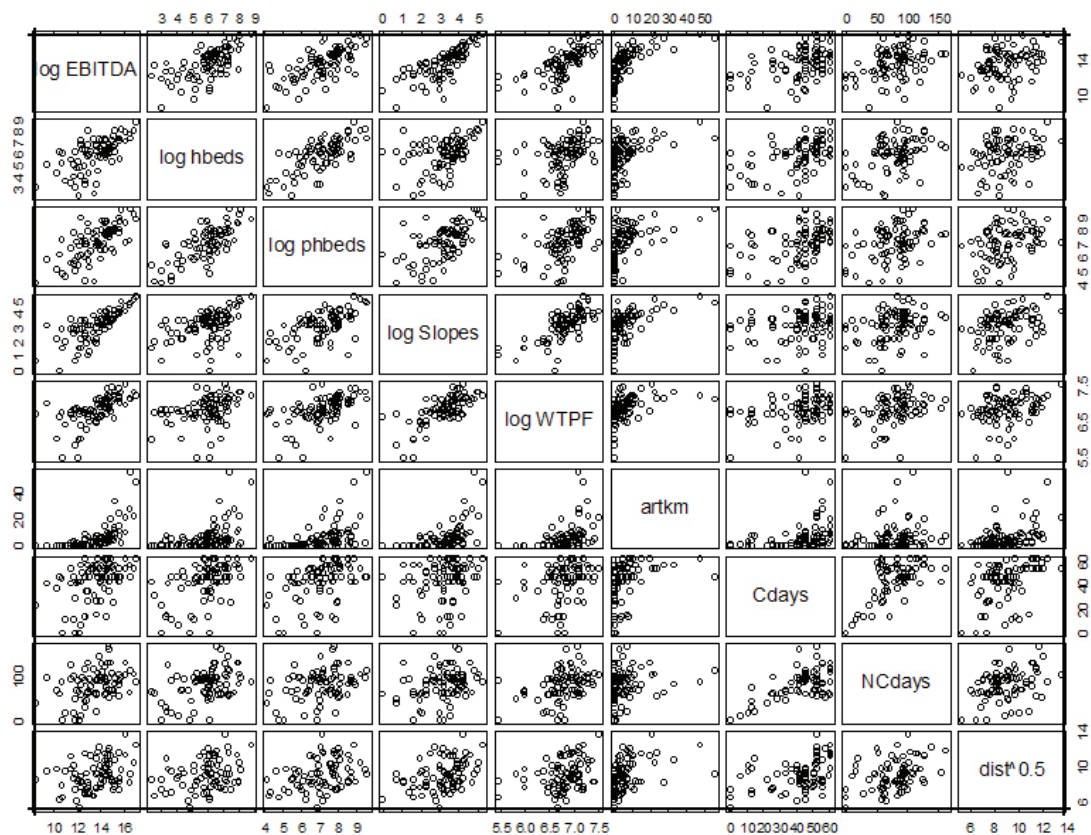 3 4 5 6 7 8 9 0 1 2 3 4 5 0 10 20 30 40 50 0 50 100 150
log EBITDA 10 14
3 4 5 6 7 8 9 log hbeds
log phbeds 4 5 6 7 8 9
0 1 2 3 4 5 log Slopes
log WTPF 5.5 6.5 7.5
0 20 40 artkm
Cdays 0 20 40 60
0 100 NCdays
dist^0.5 6 10 14
10 12 14 16 4 5 6 7 8 9 5.5 6.0 6.5 7.0 7.5 0 10 20 30 40 50 60 6 8 10 12 14